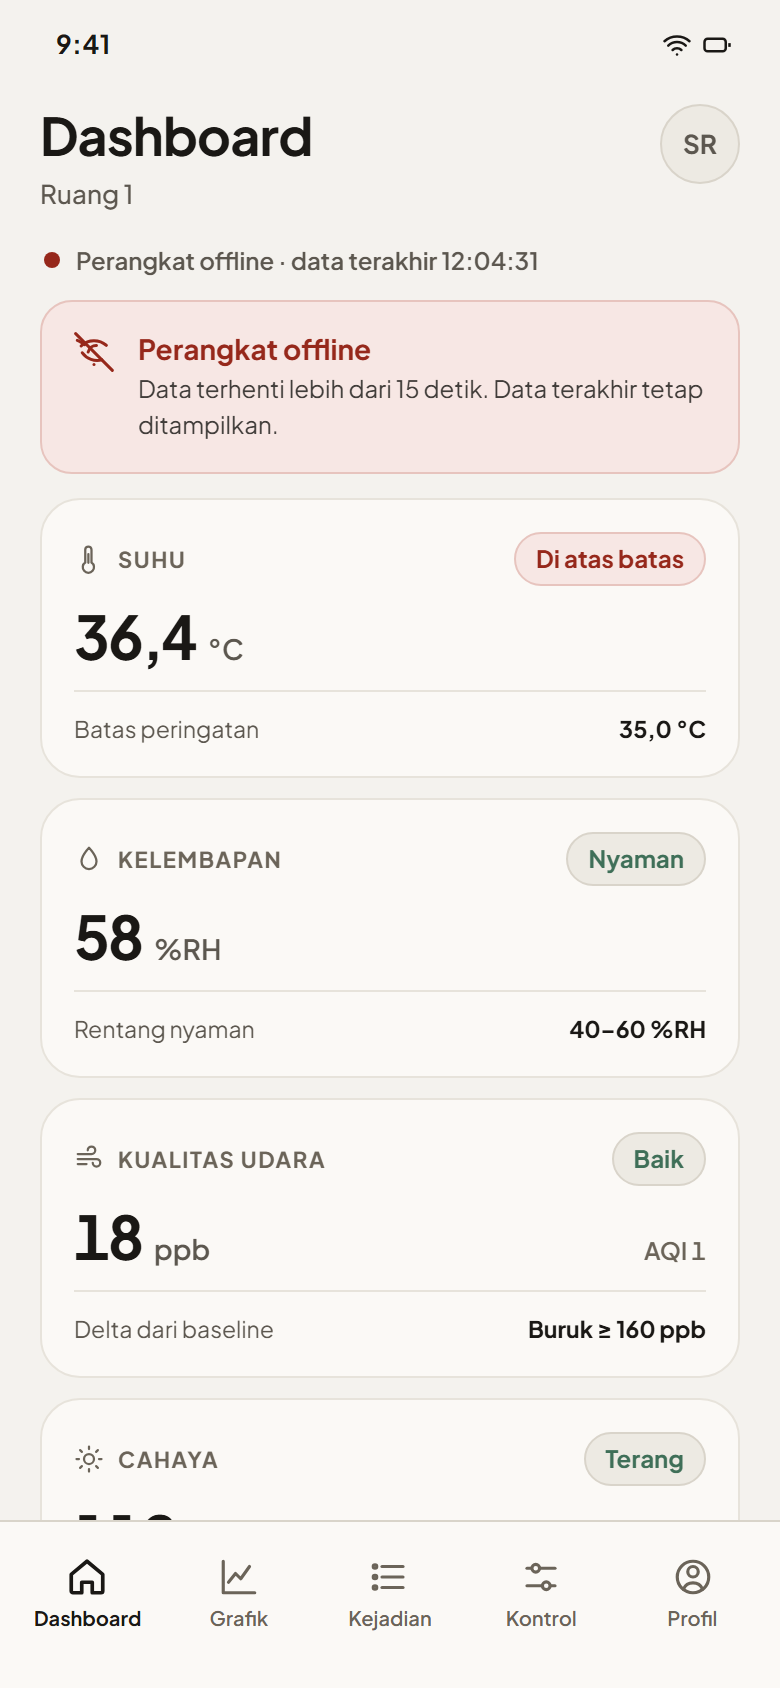 9:41
Dashboard
SR
Ruang 1
Perangkat offline · data terakhir 12:04:31
Perangkat offline
Data terhenti lebih dari 15 detik. Data terakhir tetap
ditampilkan.
SUHU
Di atas batas
36,4 °C
Batas peringatan
35,0 °C
KELEMBAPAN
Nyaman
58 %RH
Rentang nyaman
40–60 %RH
KUALITAS UDARA
Baik
18 ppb
AQI 1
Delta dari baseline
Buruk ≥ 160 ppb
CAHAYA
Terang
Dashboard
Grafik
Kejadian
Kontrol
Profil